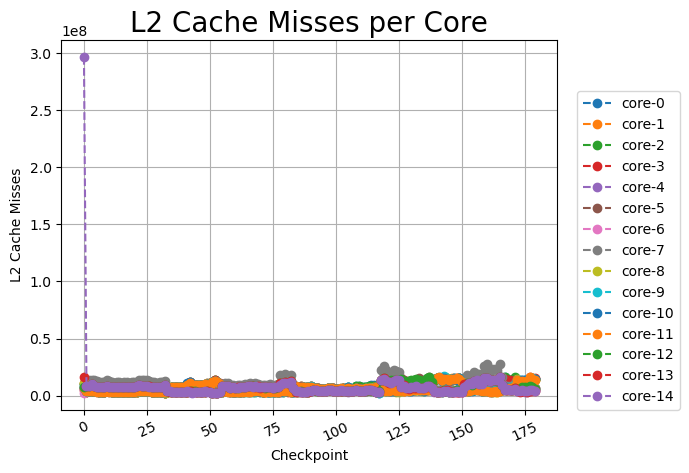 L2 Cache Misses per Core
1e8
3.0
2.5
2.0
1.5
1.0
0.5
0.0
L2 Cache Misses
0
25
50
75
100
125
150
175
Checkpoint
core-0
core-1
core-2
core-3
core-4
core-5
core-6
core-7
core-8
core-9
core-10
core-11
core-12
core-13
core-14